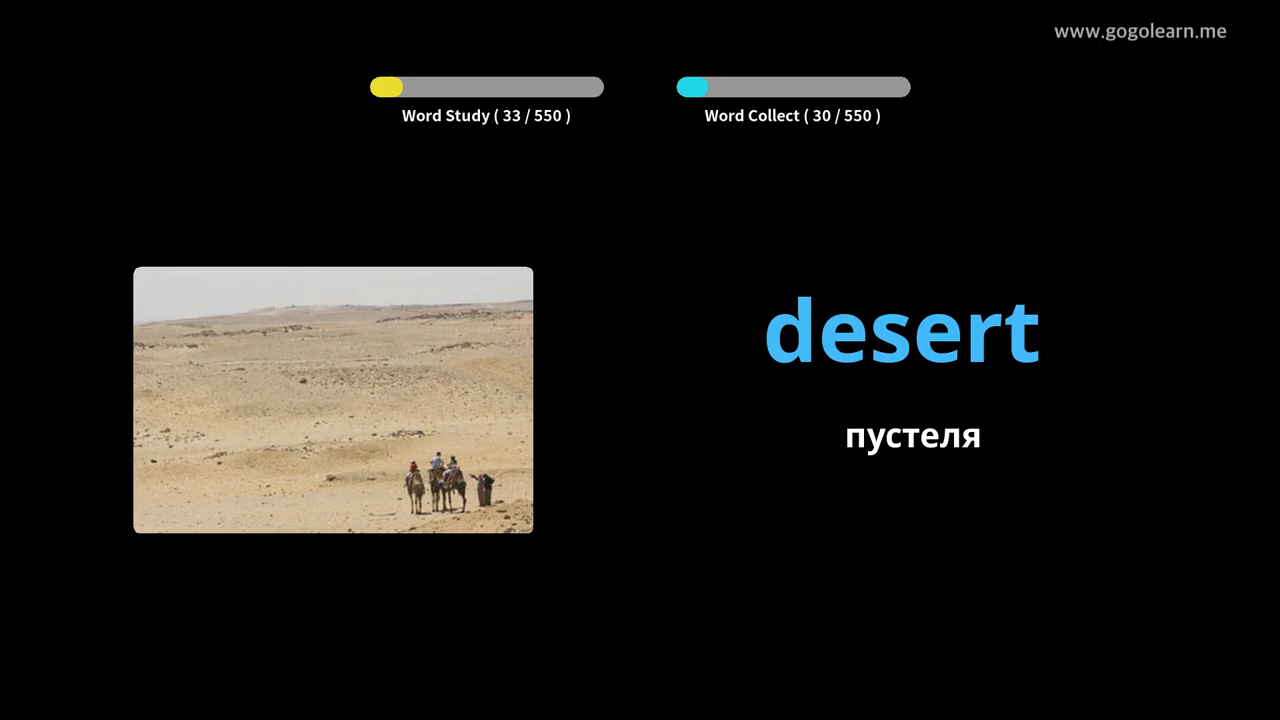 www.gogolearn.me
Word Study ( 33 / 550 )
Word Collect ( 30 / 550 )
desert
пустеля